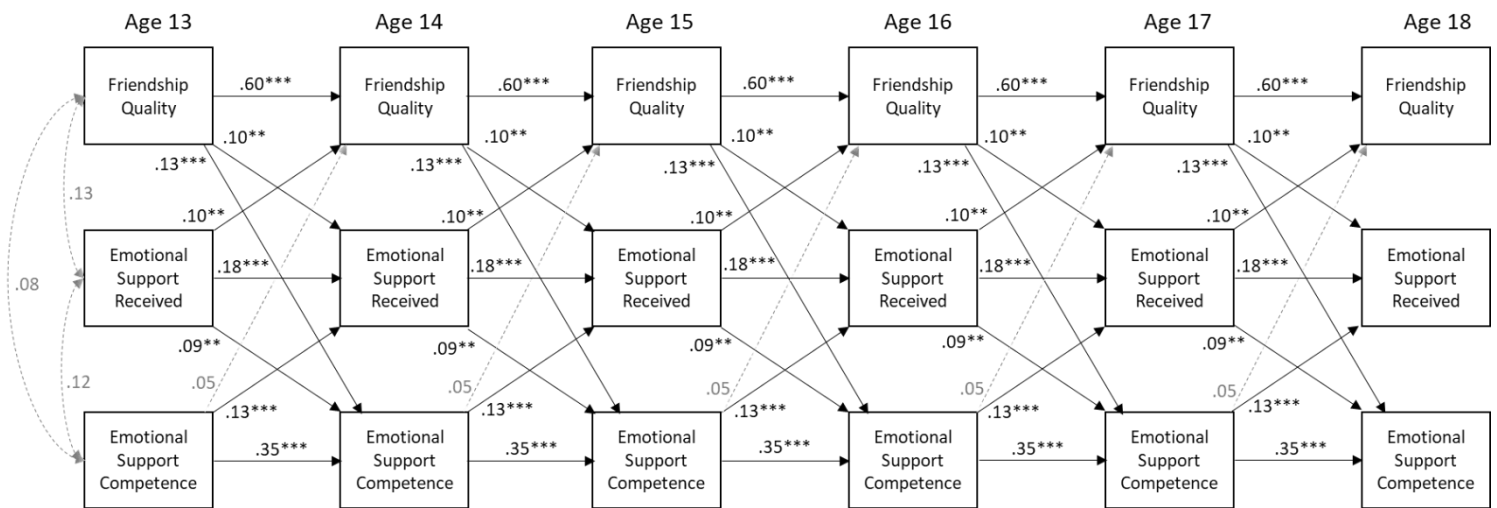 Age 13 Age 14 Age 15 Age 16 Age 17 Age 18
Friendship Friendship Friendship Friendship Friendship Friendship
Quality Quality Quality Quality Quality Quality
.60*** .60*** .60*** .60*** .60***
.10** .10** .10** .10** .10**
.13*** .13*** .13*** .13*** .13***
.13
.10** .10** .10** .10** .10**
Emotional Emotional Emotional Emotional Emotional Emotional
Support Support Support Support Support Support
Received Received Received Received Received Received
.18*** .18*** .18*** .18*** .18***
.08
.09** .09** .09** .09** .09**
.12
.05 .05 .05 .05 .05
.13*** .13*** .13*** .13*** .13***
Emotional Emotional Emotional Emotional Emotional Emotional
Support Support Support Support Support Support
Competence Competence Competence Competence Competence Competence
.35*** .35*** .35*** .35*** .35***